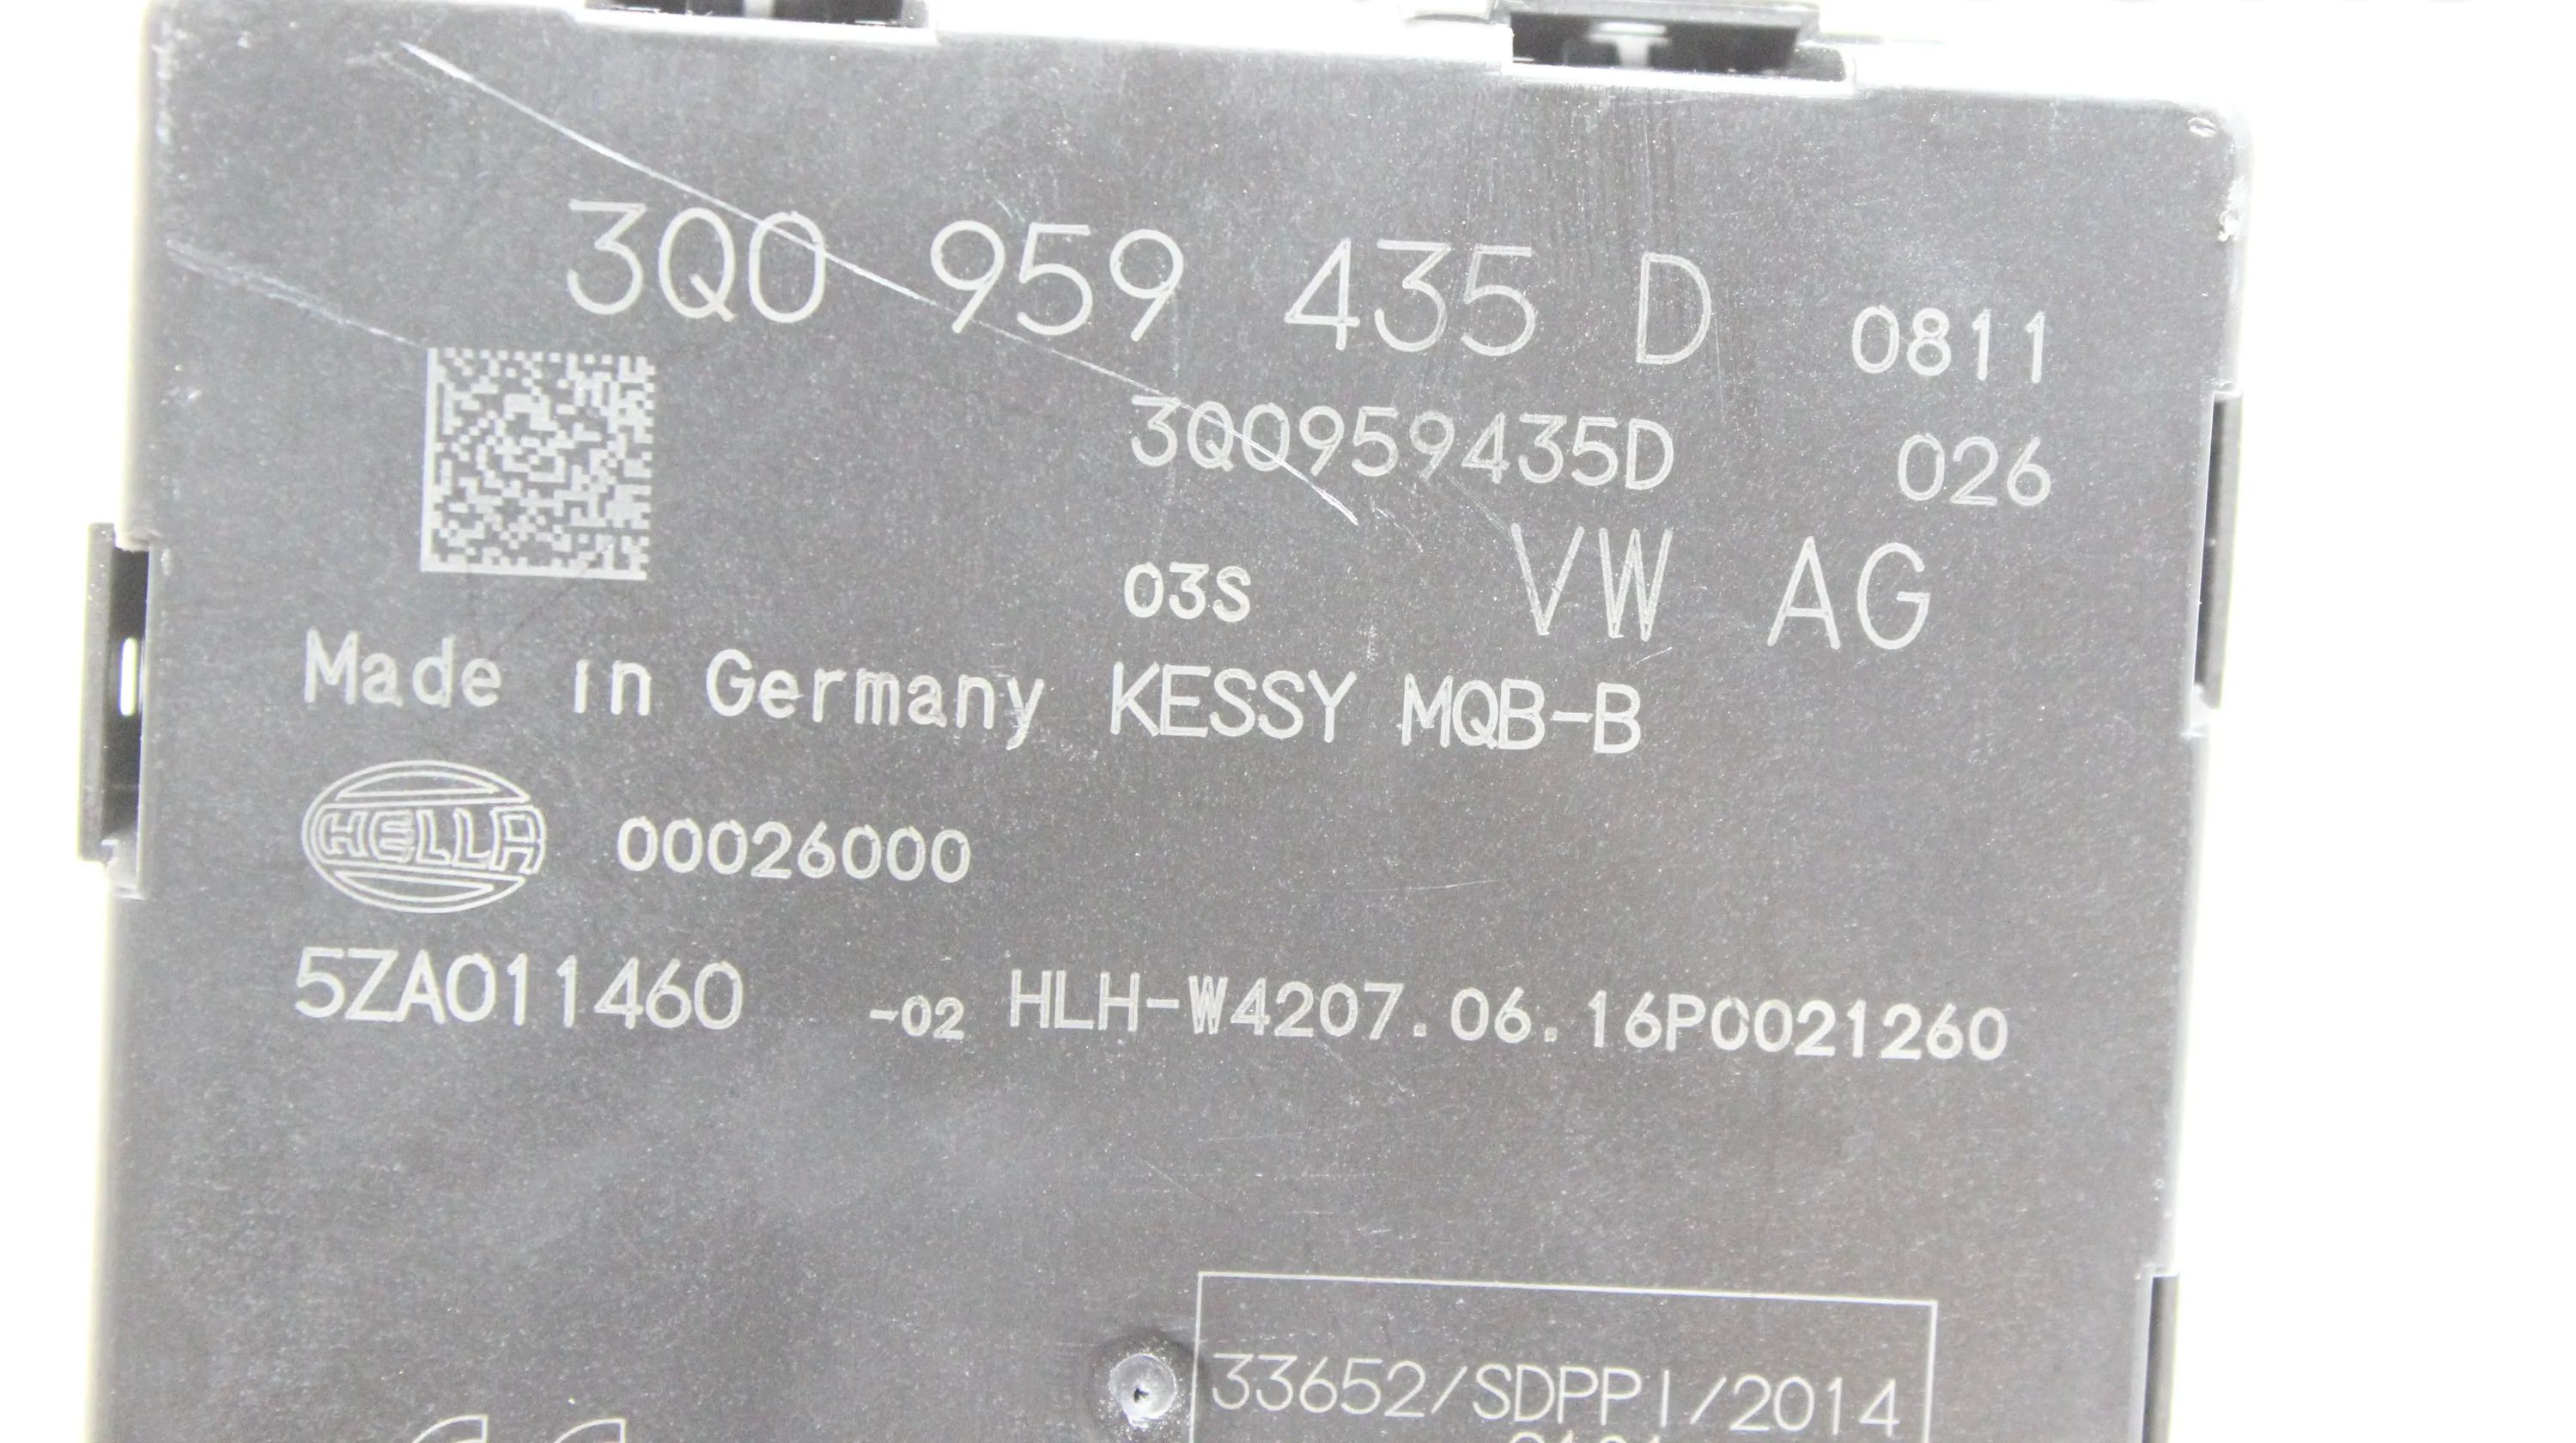 3Q0 959 435 D 0811
3Q0959435D 026
03S VW AG
Made in Germany KESSY MQB-B
HELLA 00026000
5ZA011460 -02 HLH-W4207.06.16P0021260
33652/SDPPI/2014